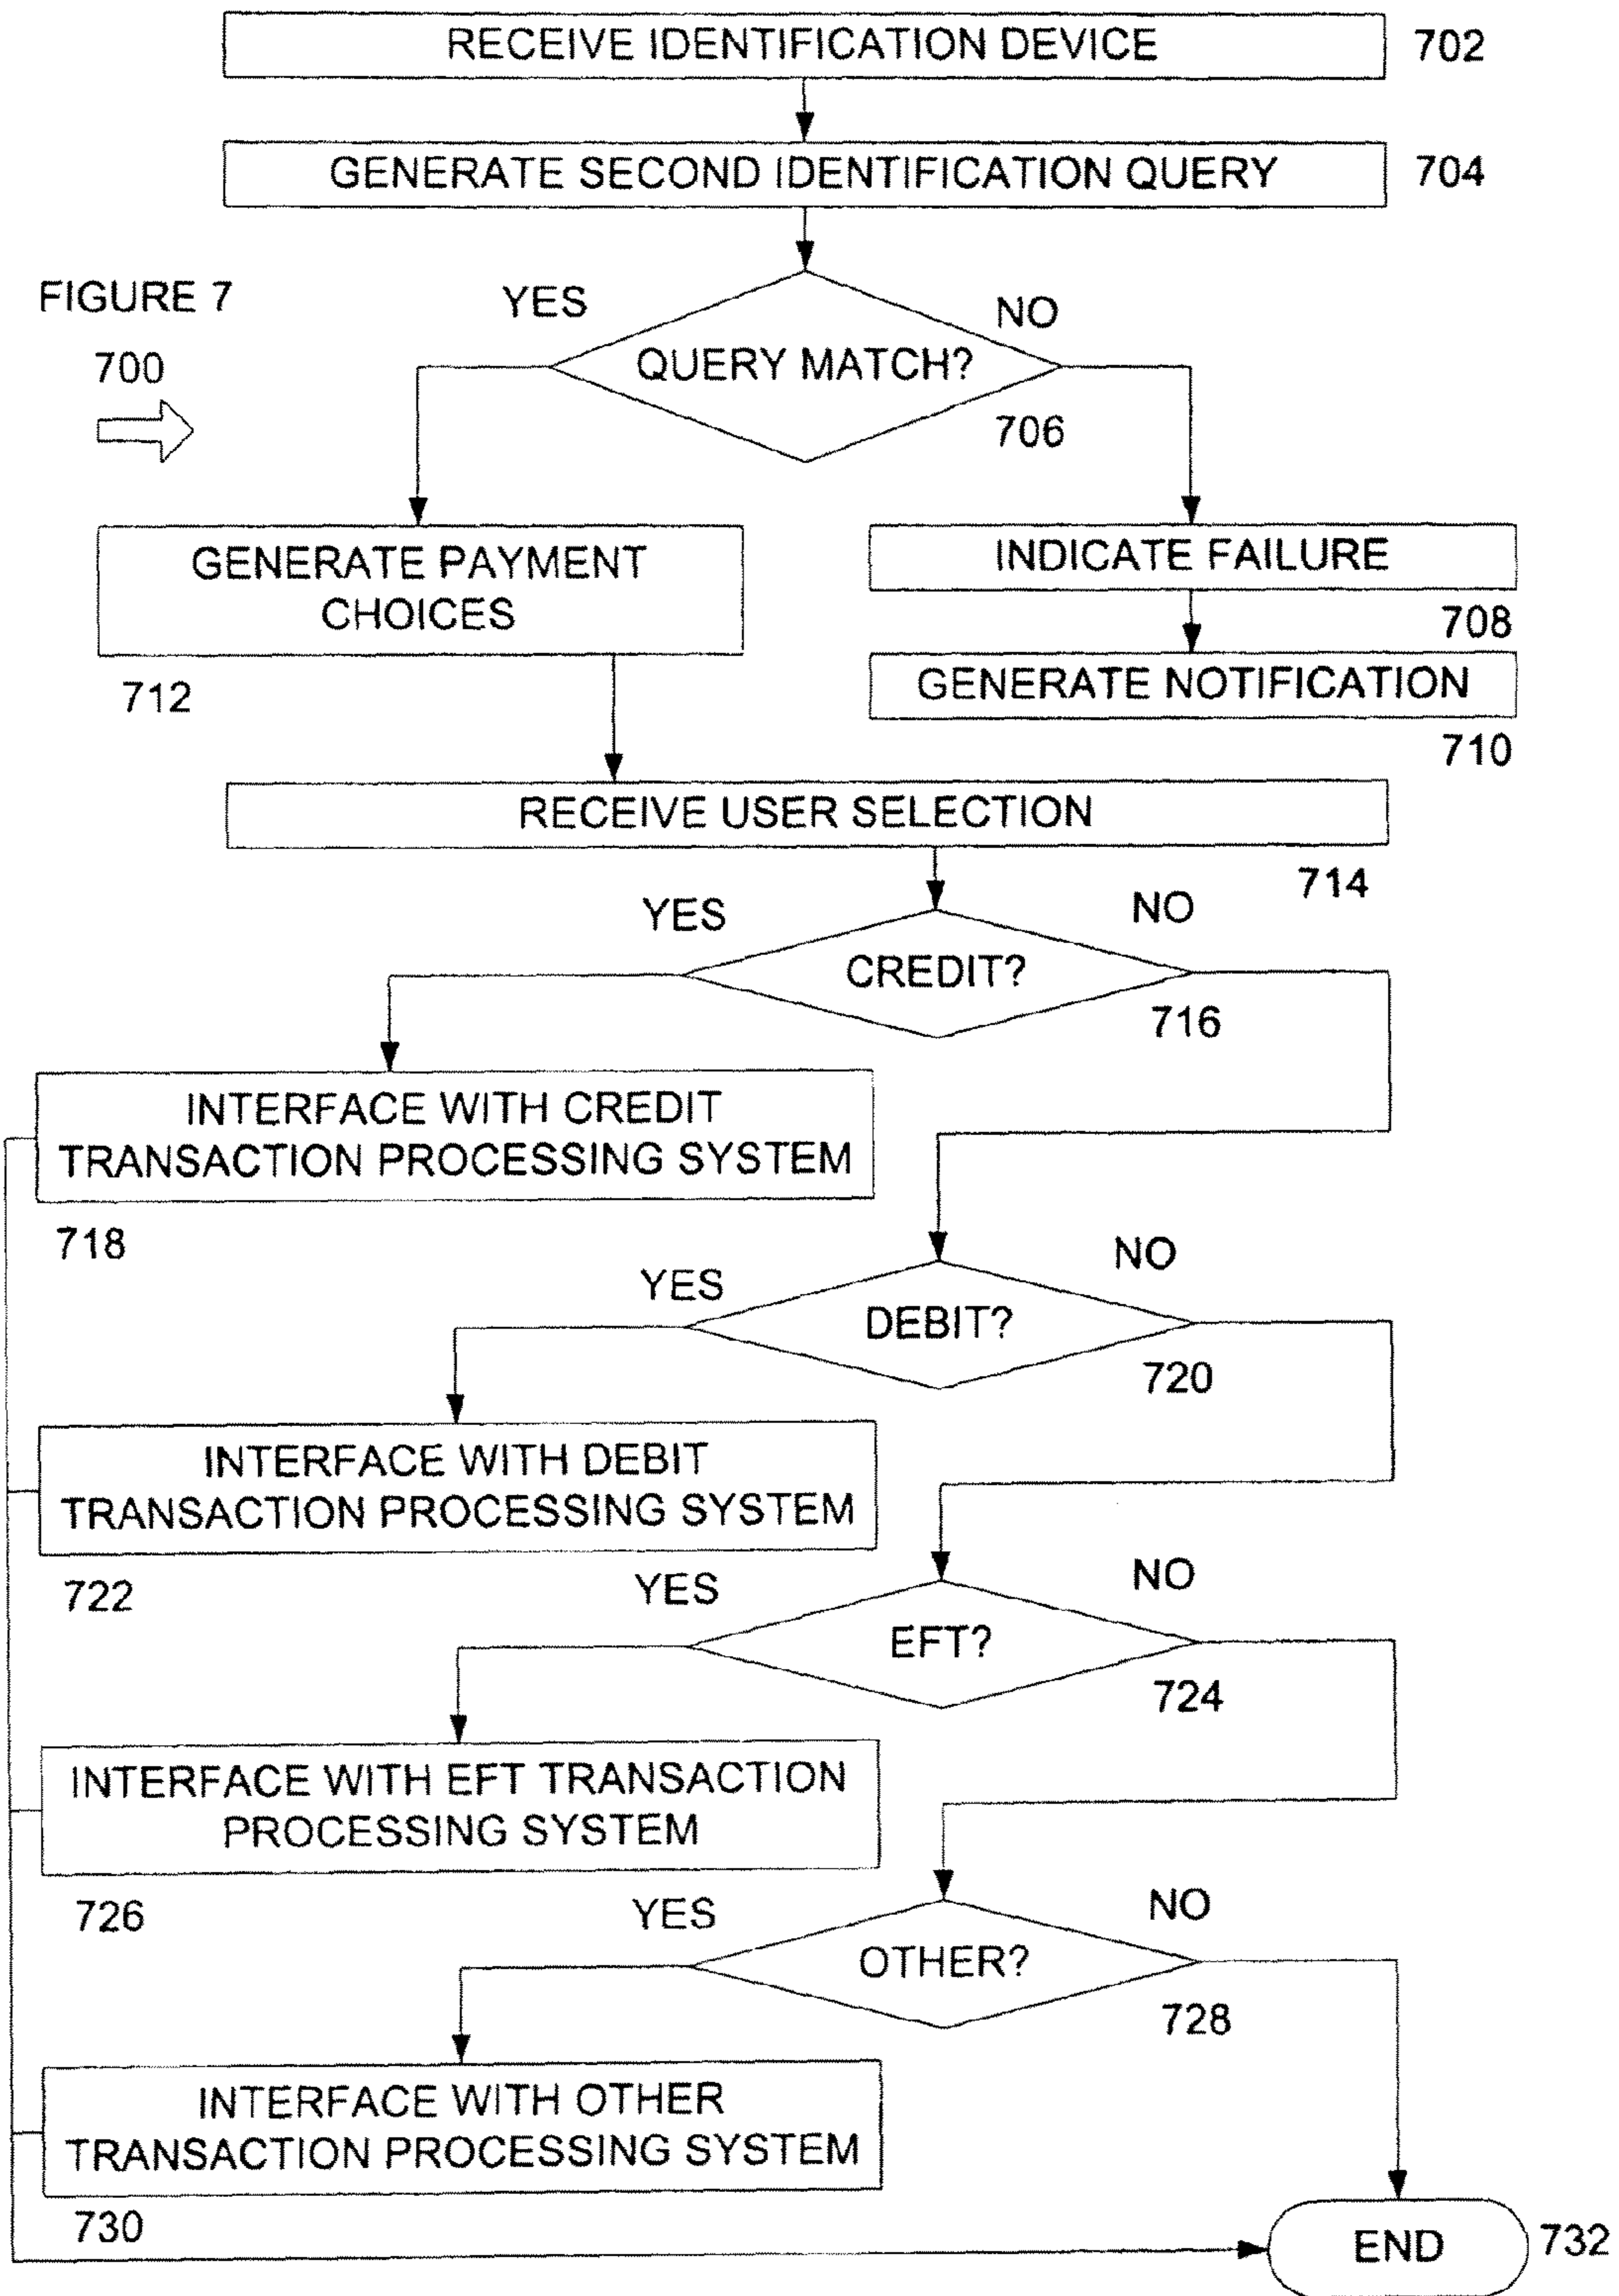 RECEIVE IDENTIFICATION DEVICE
702
GENERATE SECOND IDENTIFICATION QUERY
704
FIGURE 7
700
YES
NO
QUERY MATCH?
706
GENERATE PAYMENT
CHOICES
712
INDICATE FAILURE
708
GENERATE NOTIFICATION
710
RECEIVE USER SELECTION
714
YES
NO
CREDIT?
716
INTERFACE WITH CREDIT
TRANSACTION PROCESSING SYSTEM
718
YES
NO
DEBIT?
720
INTERFACE WITH DEBIT
TRANSACTION PROCESSING SYSTEM
722
YES
NO
EFT?
724
INTERFACE WITH EFT TRANSACTION
PROCESSING SYSTEM
726
YES
NO
OTHER?
728
INTERFACE WITH OTHER
TRANSACTION PROCESSING SYSTEM
730
END
732